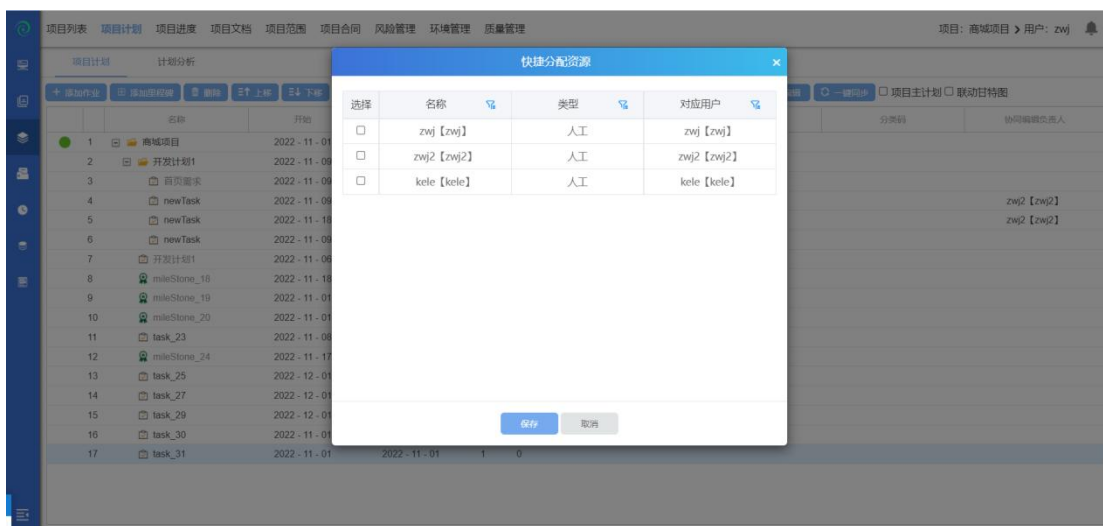 项目列表 项目计划 项目进度 项目文档 项目范围 项目合同 风险管理 环境管理 质量管理 项目：商城项目 ❯ 用户：zwj
项目计划 计划分析
快捷分配资源 ×
+ 添加作业 添加里程碑 删除 上移 下移 一键同步 项目主计划 联动甘特图
选择 名称 类型 对应用户
名称 开始 分类码 协同编辑负责人
zwj【zwj】 人工 zwj【zwj】
zwj2【zwj2】 人工 zwj2【zwj2】
kele【kele】 人工 kele【kele】
1 商城项目 2022 - 11 - 01
2 开发计划1 2022 - 11 - 09
3 首页需求 2022 - 11 - 09
4 newTask 2022 - 11 - 09 zwj2【zwj2】
5 newTask 2022 - 11 - 18 zwj2【zwj2】
6 newTask 2022 - 11 - 09
7 开发计划1 2022 - 11 - 06
8 mileStone_18 2022 - 11 - 18
9 mileStone_19 2022 - 11 - 01
10 mileStone_20 2022 - 11 - 01
11 task_23 2022 - 11 - 08
12 mileStone_24 2022 - 11 - 17
13 task_25 2022 - 12 - 01
14 task_27 2022 - 12 - 01
15 task_29 2022 - 12 - 01
16 task_30 2022 - 11 - 01
保存 取消
17 task_31 2022 - 11 - 01 2022 - 11 - 01 1 0